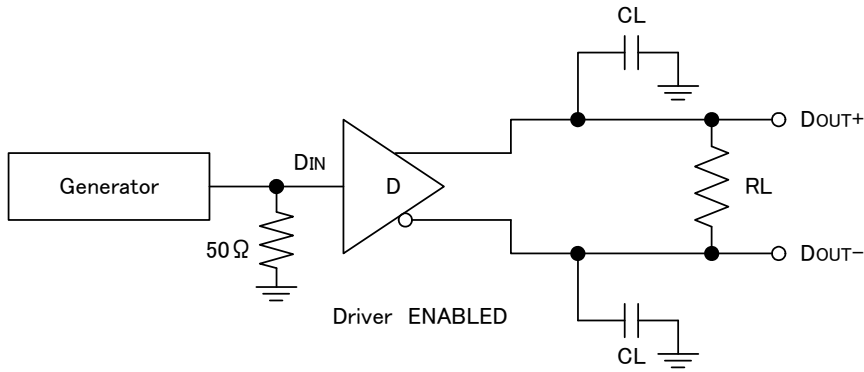 CL
DOUT+
DIN
Generator
D
RL
50Ω
DOUT−
Driver ENABLED
CL